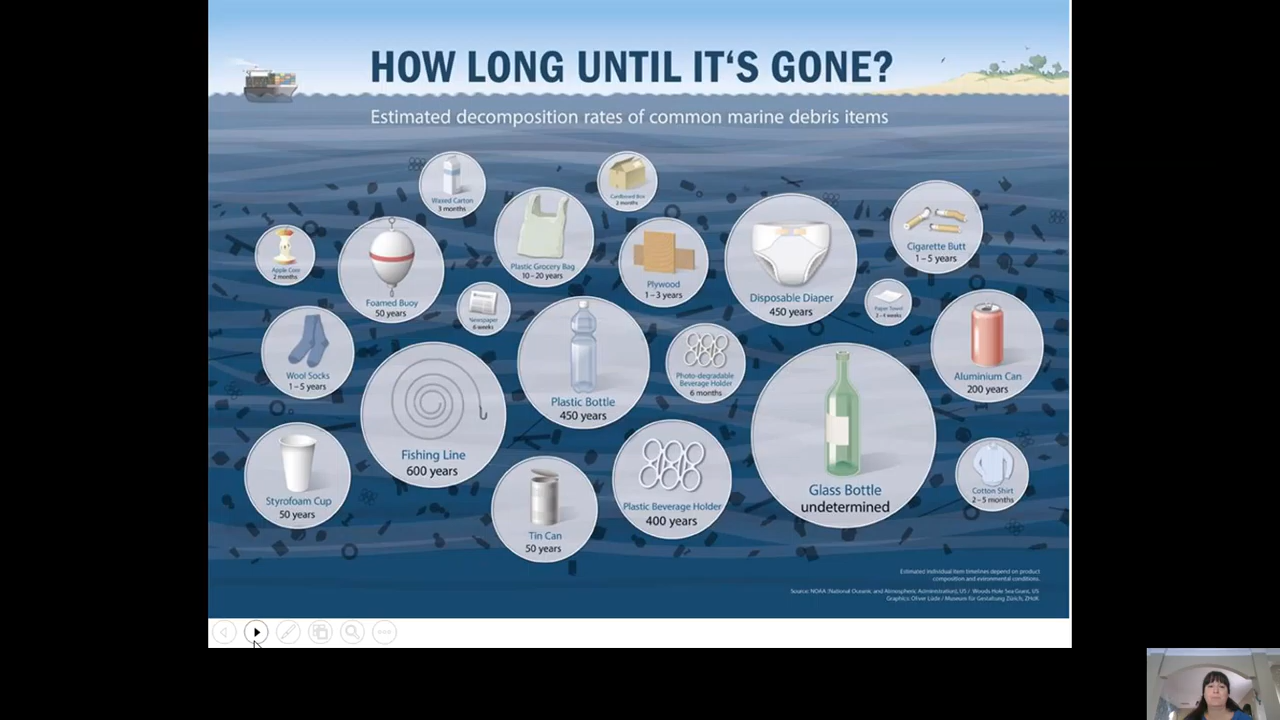 HOW LONG UNTIL IT'S GONE?
Estimated decomposition rates of common marine debris items
Waxed Carton
3 months
Cardboard Box
2 months
Plastic Grocery Bag
10 – 20 years
Cigarette Butt
1 – 5 years
Apple Core
2 months
Foamed Buoy
50 years
Plywood
1 – 3 years
Disposable Diaper
450 years
Newspaper
6 weeks
Paper Towel
2 – 4 weeks
Wool Socks
1 – 5 years
Plastic Bottle
450 years
Photo-degradable
Beverage Holder
6 months
Aluminium Can
200 years
Fishing Line
600 years
Styrofoam Cup
50 years
Tin Can
50 years
Plastic Beverage Holder
400 years
Glass Bottle
undetermined
Cotton Shirt
2 – 5 months
Estimated individual item timelines depend on product
composition and environmental conditions.
Source: NOAA (National Oceanic and Atmospheric Administration), US / Woods Hole Sea Grant, US
Graphics: Oliver Lüde / Museum für Gestaltung Zürich, ZHdK